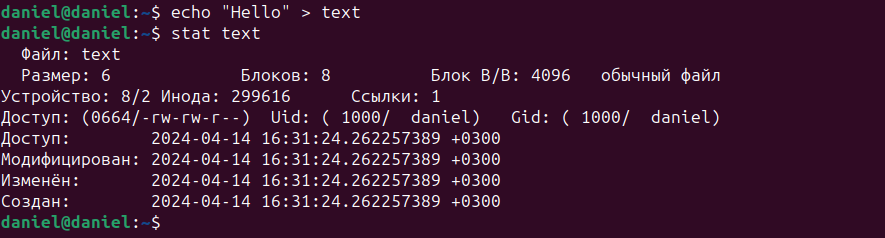 daniel@daniel:~$ echo "Hello" > text
daniel@daniel:~$ stat text
  Файл: text
  Размер: 6             Блоков: 8          Блок В/В: 4096   обычный файл
Устройство: 8/2 Инода: 299616      Ссылки: 1
Доступ: (0664/-rw-rw-r--)  Uid: ( 1000/  daniel)   Gid: ( 1000/  daniel)
Доступ:        2024-04-14 16:31:24.262257389 +0300
Модифицирован: 2024-04-14 16:31:24.262257389 +0300
Изменён:       2024-04-14 16:31:24.262257389 +0300
Создан:        2024-04-14 16:31:24.262257389 +0300
daniel@daniel:~$